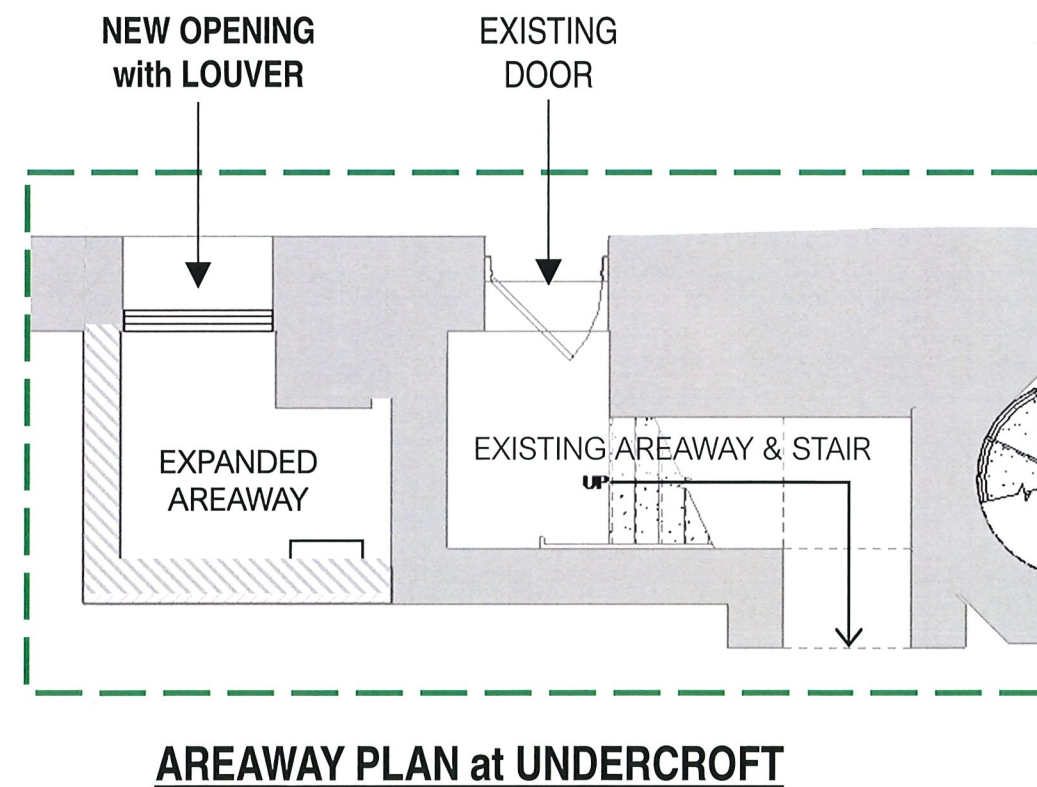 NEW OPENING
with LOUVER
EXISTING
DOOR
EXPANDED
AREAWAY
EXISTING AREAWAY & STAIR
UP
AREAWAY PLAN at UNDERCROFT